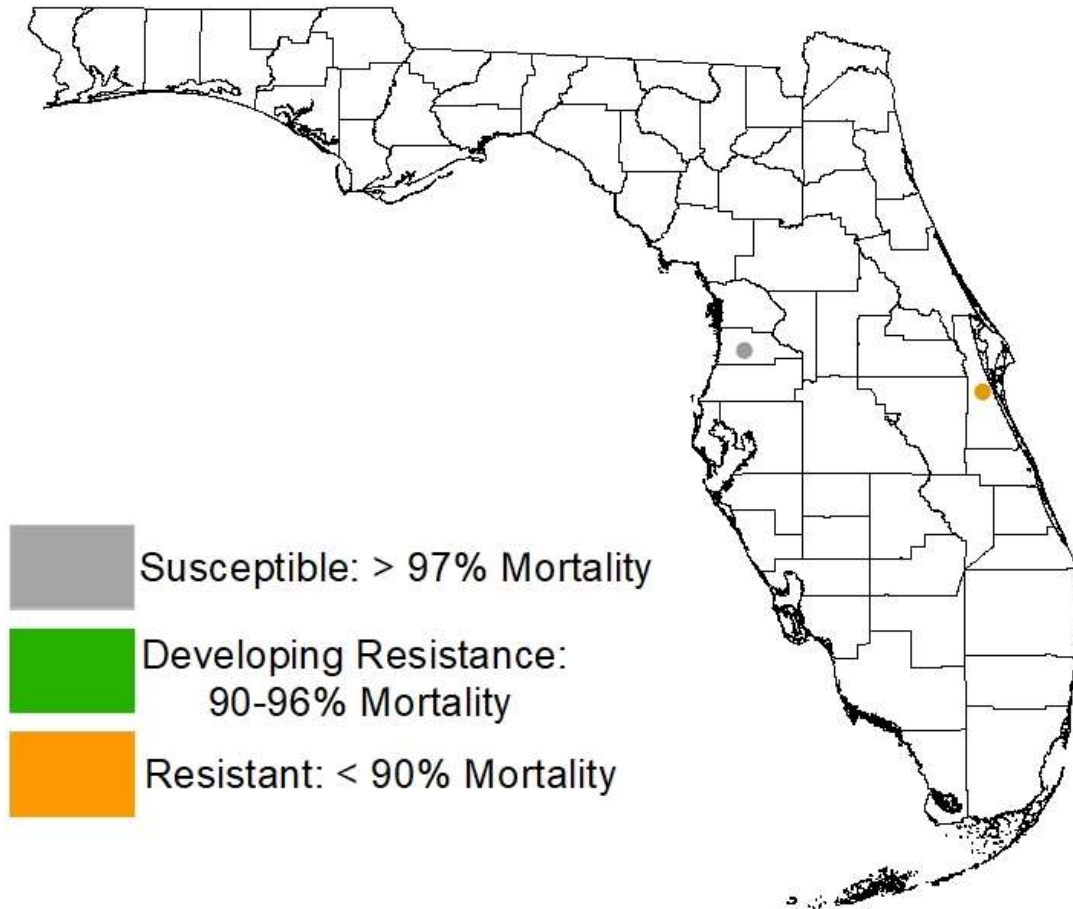 Susceptible: > 97% Mortality
Developing Resistance:
90-96% Mortality
Resistant: < 90% Mortality